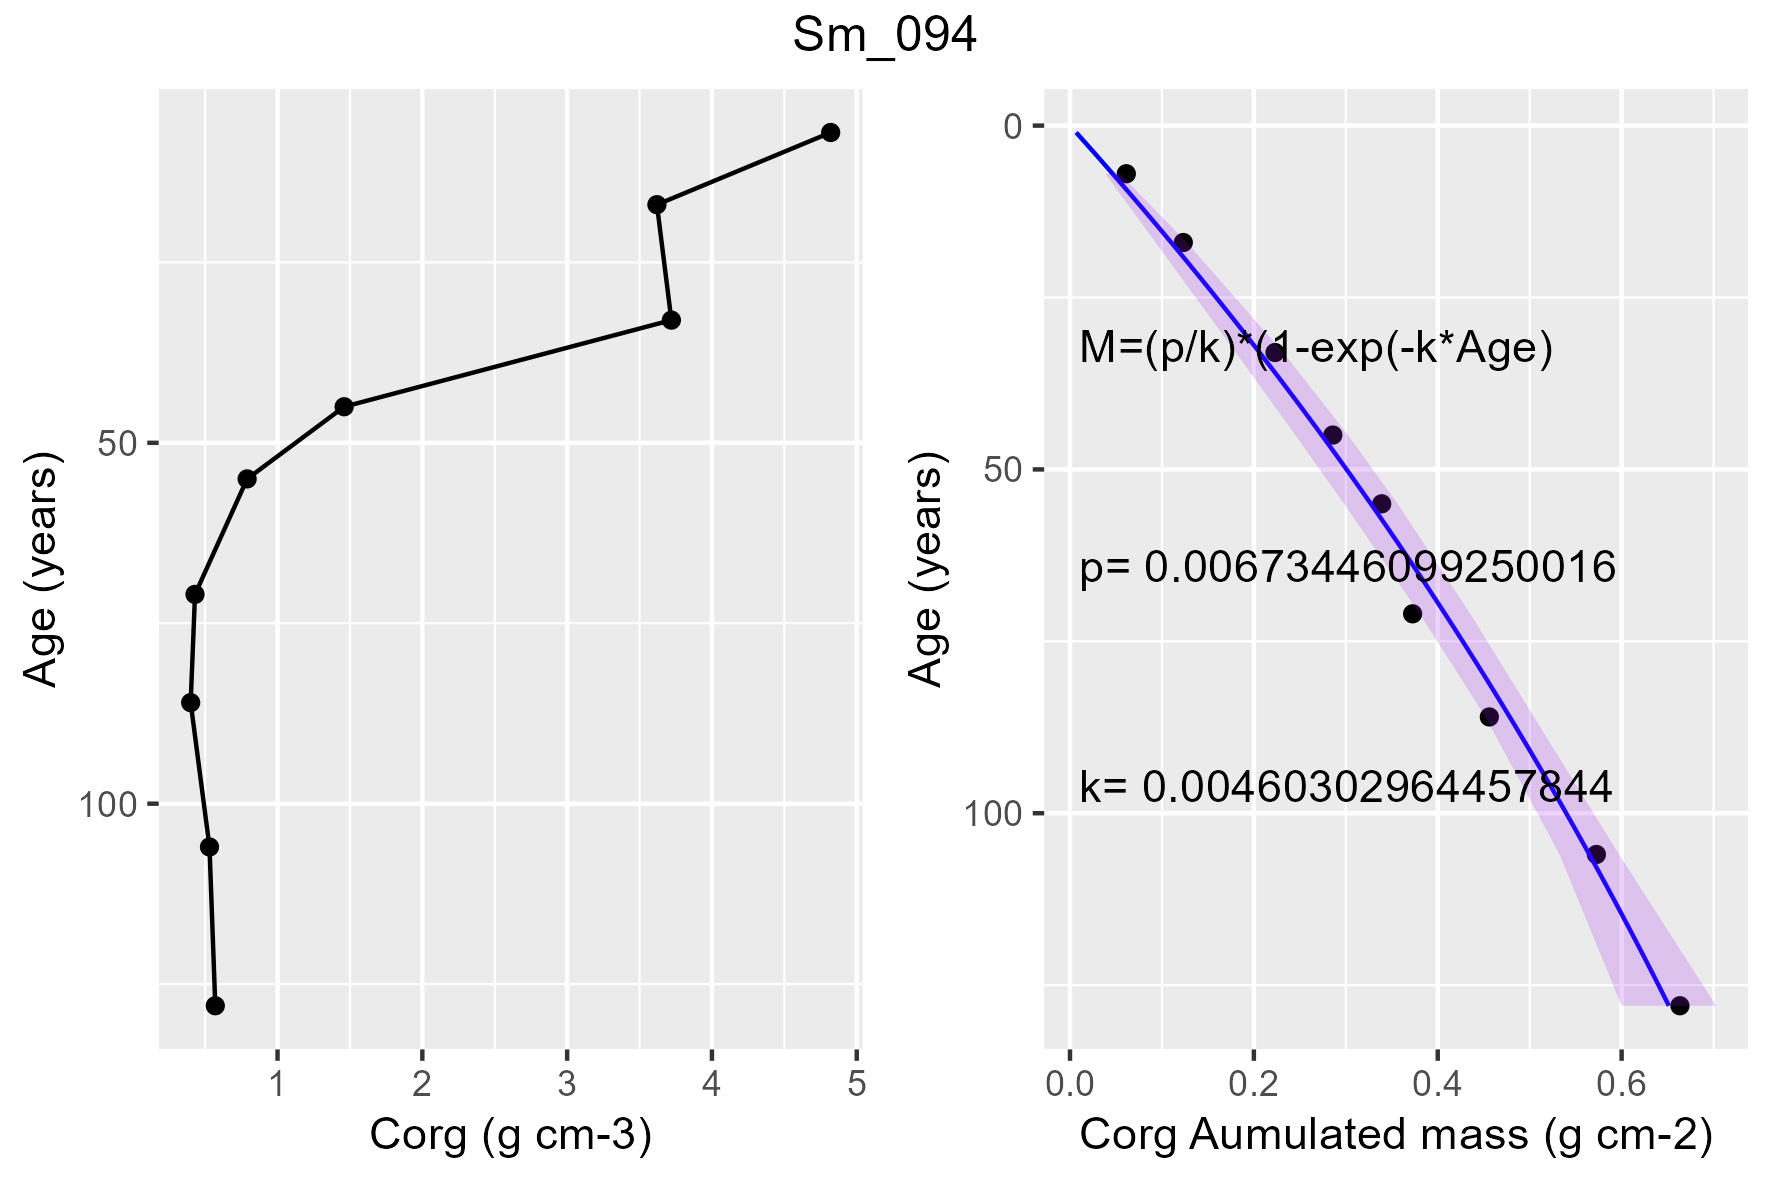 Sm_094
Age (years)
50
100
1
2
3
4
5
Corg (g cm-3)
Age (years)
0
50
100
M=(p/k)*(1-exp(-k*Age)
p= 0.00673446099250016
k= 0.00460302964457844
0.0
0.2
0.4
0.6
Corg Aumulated mass (g cm-2)